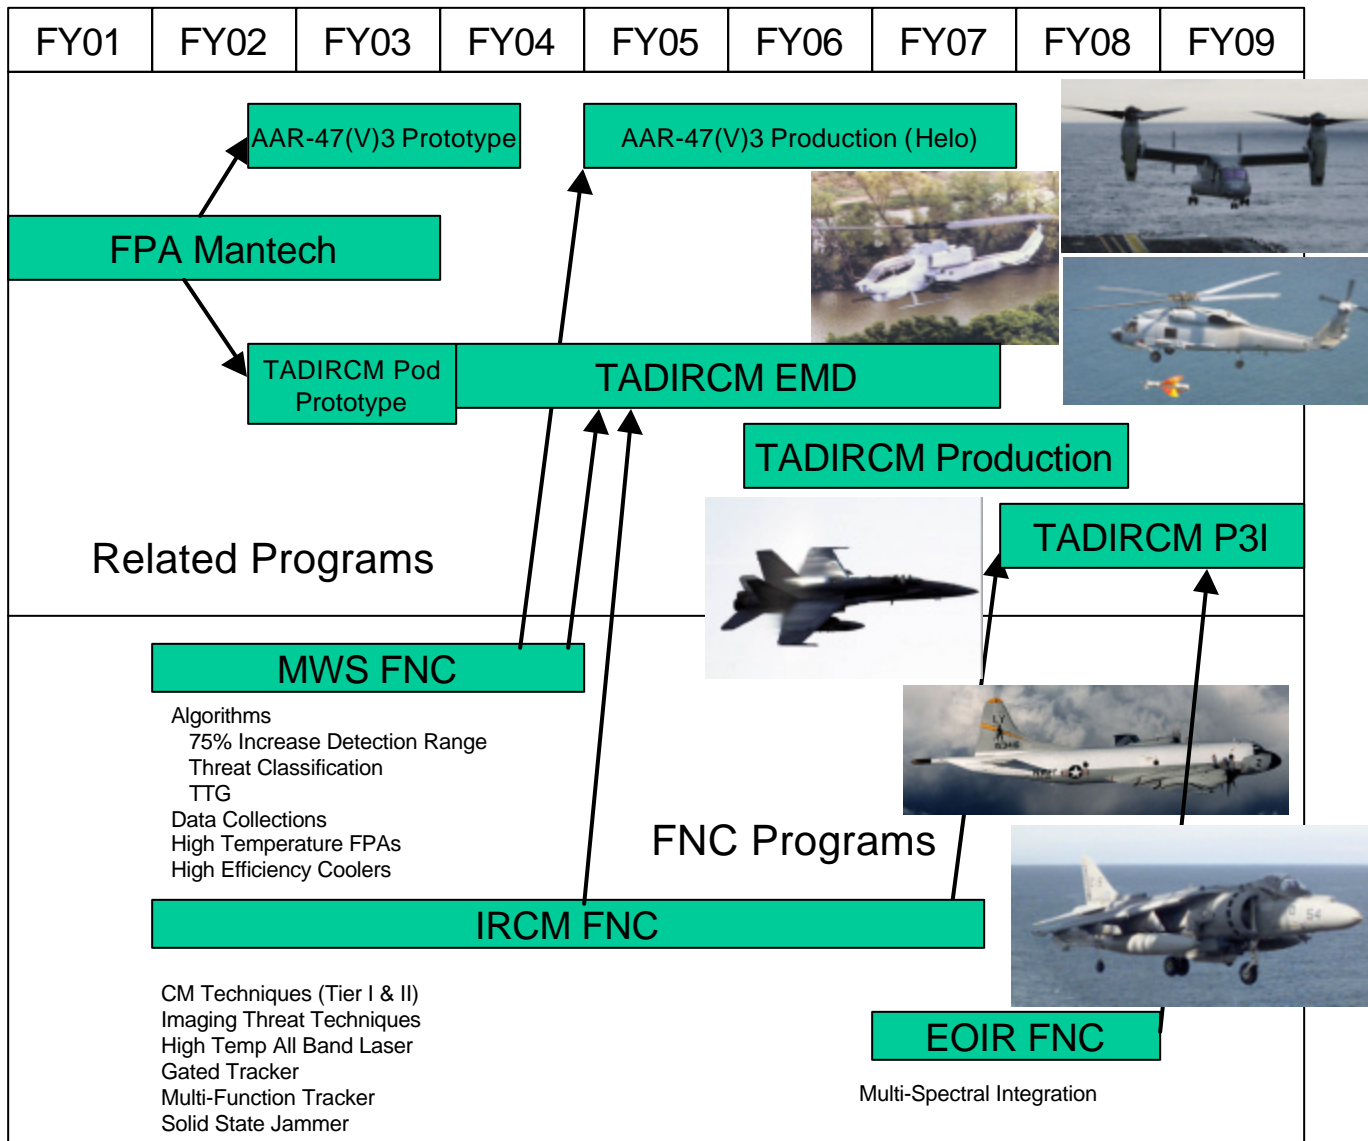 FY01 FY02 FY03 FY04 FY05 FY06 FY07 FY08 FY09
AAR-47(V)3 Prototype
AAR-47(V)3 Production (Helo)
FPA Mantech
TADIRCM Pod
Prototype
TADIRCM EMD
TADIRCM Production
TADIRCM P3I
Related Programs
MWS FNC
Algorithms
75% Increase Detection Range
Threat Classification
TTG
Data Collections
High Temperature FPAs
High Efficiency Coolers
LY
FNC Programs
IRCM FNC
54
CM Techniques (Tier I & II)
Imaging Threat Techniques
High Temp All Band Laser
Gated Tracker
Multi-Function Tracker
Solid State Jammer
EOIR FNC
Multi-Spectral Integration